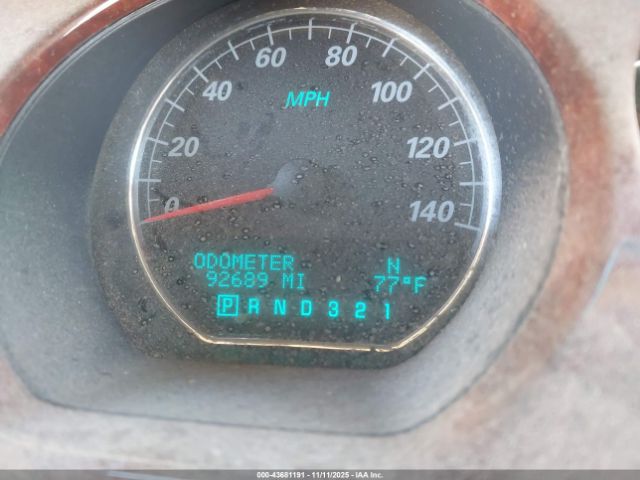 60 80
40 MPH 100
20 120
0 140
ODOMETER N
92689 MI 77°F
P R N D 3 2 1
000-43681191 - 11/11/2025 - IAA Inc.